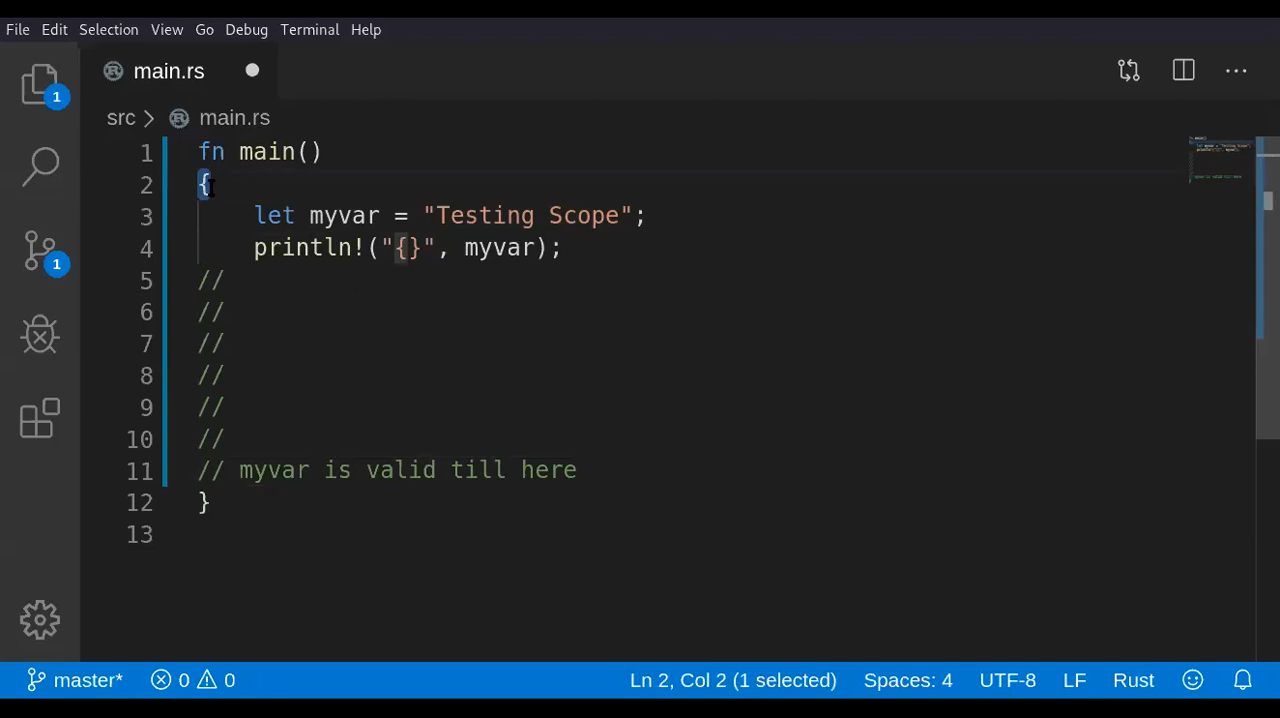 File Edit Selection View Go Debug Terminal Help
1
main.rs
src > main.rs
1 fn main()
2 {
3 let myvar = "Testing Scope";
4 println!("{}", myvar);
5 //
6 //
7 //
8 //
9 //
10 //
11 // myvar is valid till here
12 }
13
1
master* 0 0 Ln 2, Col 2 (1 selected) Spaces: 4 UTF-8 LF Rust